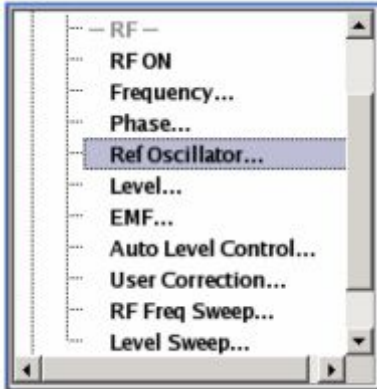 – RF –
RF ON
Frequency...
Phase...
Ref Oscillator...
Level...
EMF...
Auto Level Control...
User Correction...
RF Freq Sweep...
Level Sweep...